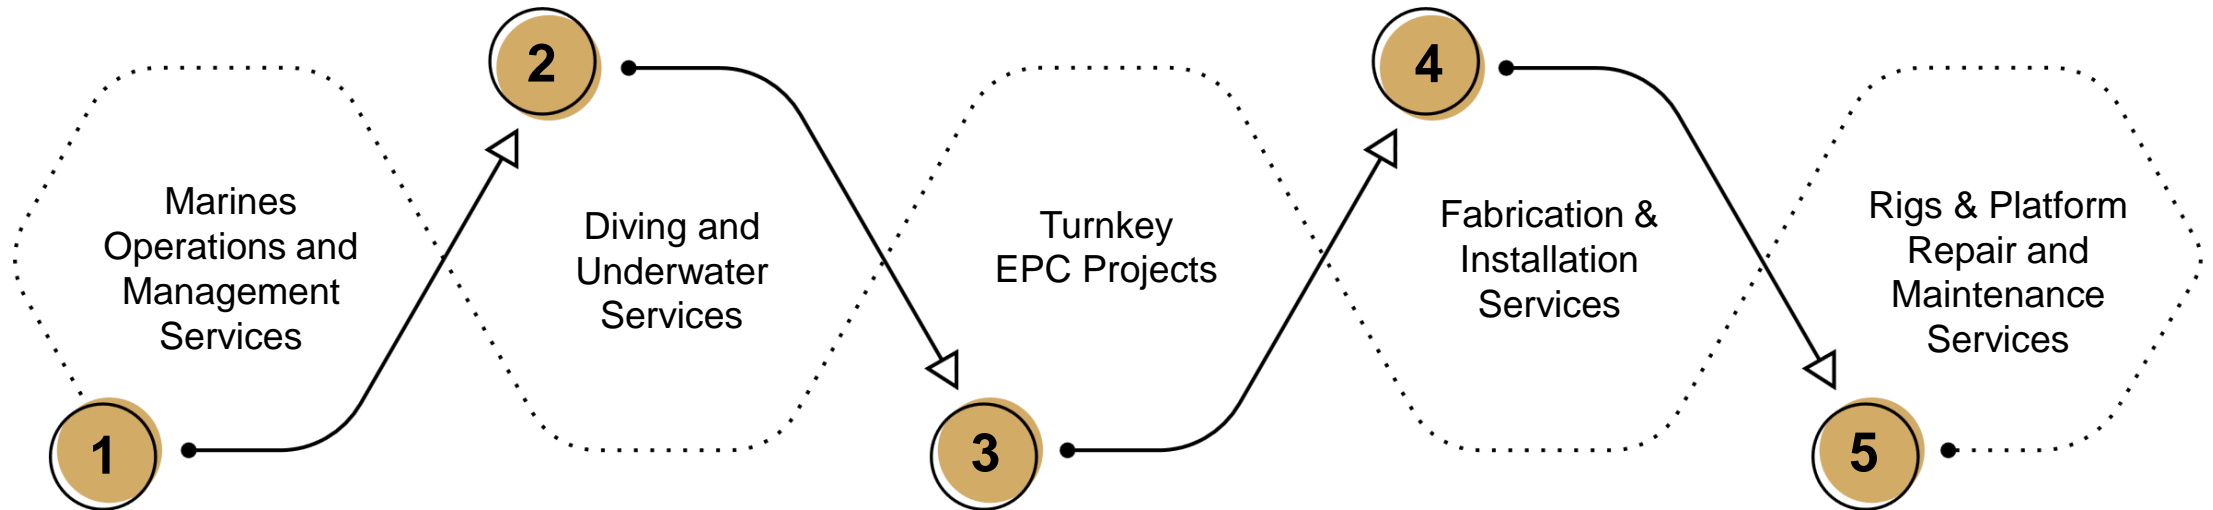 1
Marines
Operations and
Management
Services
2
Diving and
Underwater
Services
3
Turnkey
EPC Projects
4
Fabrication &
Installation
Services
5
Rigs & Platform
Repair and
Maintenance
Services